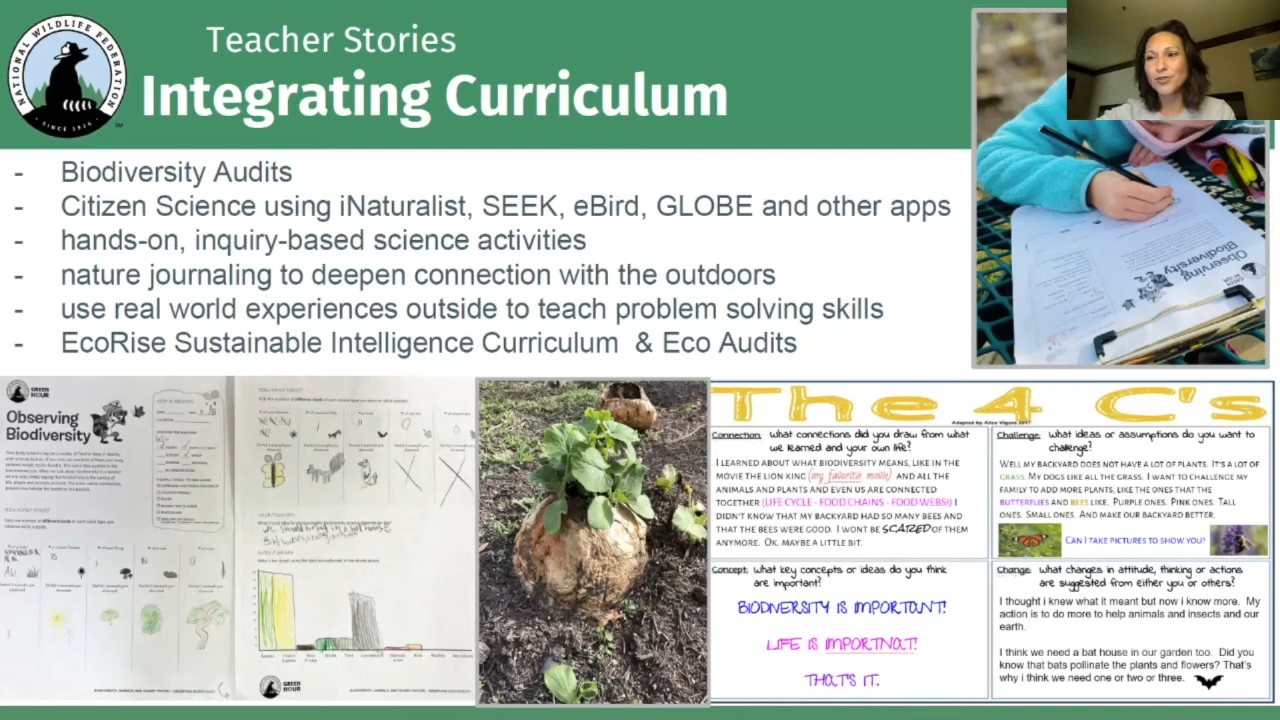 NATIONAL WILDLIFE FEDERATION
SINCE 1936
TM
Teacher Stories
Integrating Curriculum
- Biodiversity Audits
- Citizen Science using iNaturalist, SEEK, eBird, GLOBE and other apps
- hands-on, inquiry-based science activities
- nature journaling to deepen connection with the outdoors
- use real world experiences outside to teach problem solving skills
- EcoRise Sustainable Intelligence Curriculum & Eco Audits
Observing
Biodiversity
GREEN
HOUR
Observing
Biodiversity
GREEN
HOUR
The 4 C's
Adapted by Alice Vigors 2017
Connection: What connections did you draw from what
we learned and your own life?
I LEARNED ABOUT WHAT BIODIVERSITY MEANS, LIKE IN THE
MOVIE THE LION KING (my favorite movie) AND ALL THE
ANIMALS AND PLANTS AND EVEN US ARE CONNECTED
TOGETHER (LIFE CYCLE - FOOD CHAINS - FOOD WEBS!) I
DIDN'T KNOW THAT MY BACKYARD HAD SO MANY BEES AND
THAT THE BEES WERE GOOD. I WONT BE SCARED OF THEM
ANYMORE. OK. MAYBE A LITTLE BIT.
Challenge: What ideas or assumptions do you want to
challenge?
WELL MY BACKYARD DOES NOT HAVE A LOT OF PLANTS. IT'S A LOT OF
GRASS. MY DOGS LIKE ALL THE GRASS. I WANT TO CHALLENGE MY
FAMILY TO ADD MORE PLANTS, LIKE THE ONES THAT THE
BUTTERFLIES AND BEES LIKE. PURPLE ONES. PINK ONES. TALL
ONES. SMALL ONES. AND MAKE OUR BACKYARD BETTER.
CAN I TAKE PICTURES TO SHOW YOU?
Concept: What key concepts or ideas do you think
are important?
BIODVERSITY IS IMPORTANT!
LIFE IS IMPORTNAT!
THAT'S IT.
Change: What changes in attitude, thinking or actions
are suggested from either you or others?
I thought i knew what it meant but now i know more. My
action is to do more to help animals and insects and our
earth.
I think we need a bat house in our garden too. Did you
know that bats pollinate the plants and flowers? That's
why i think we need one or two or three.